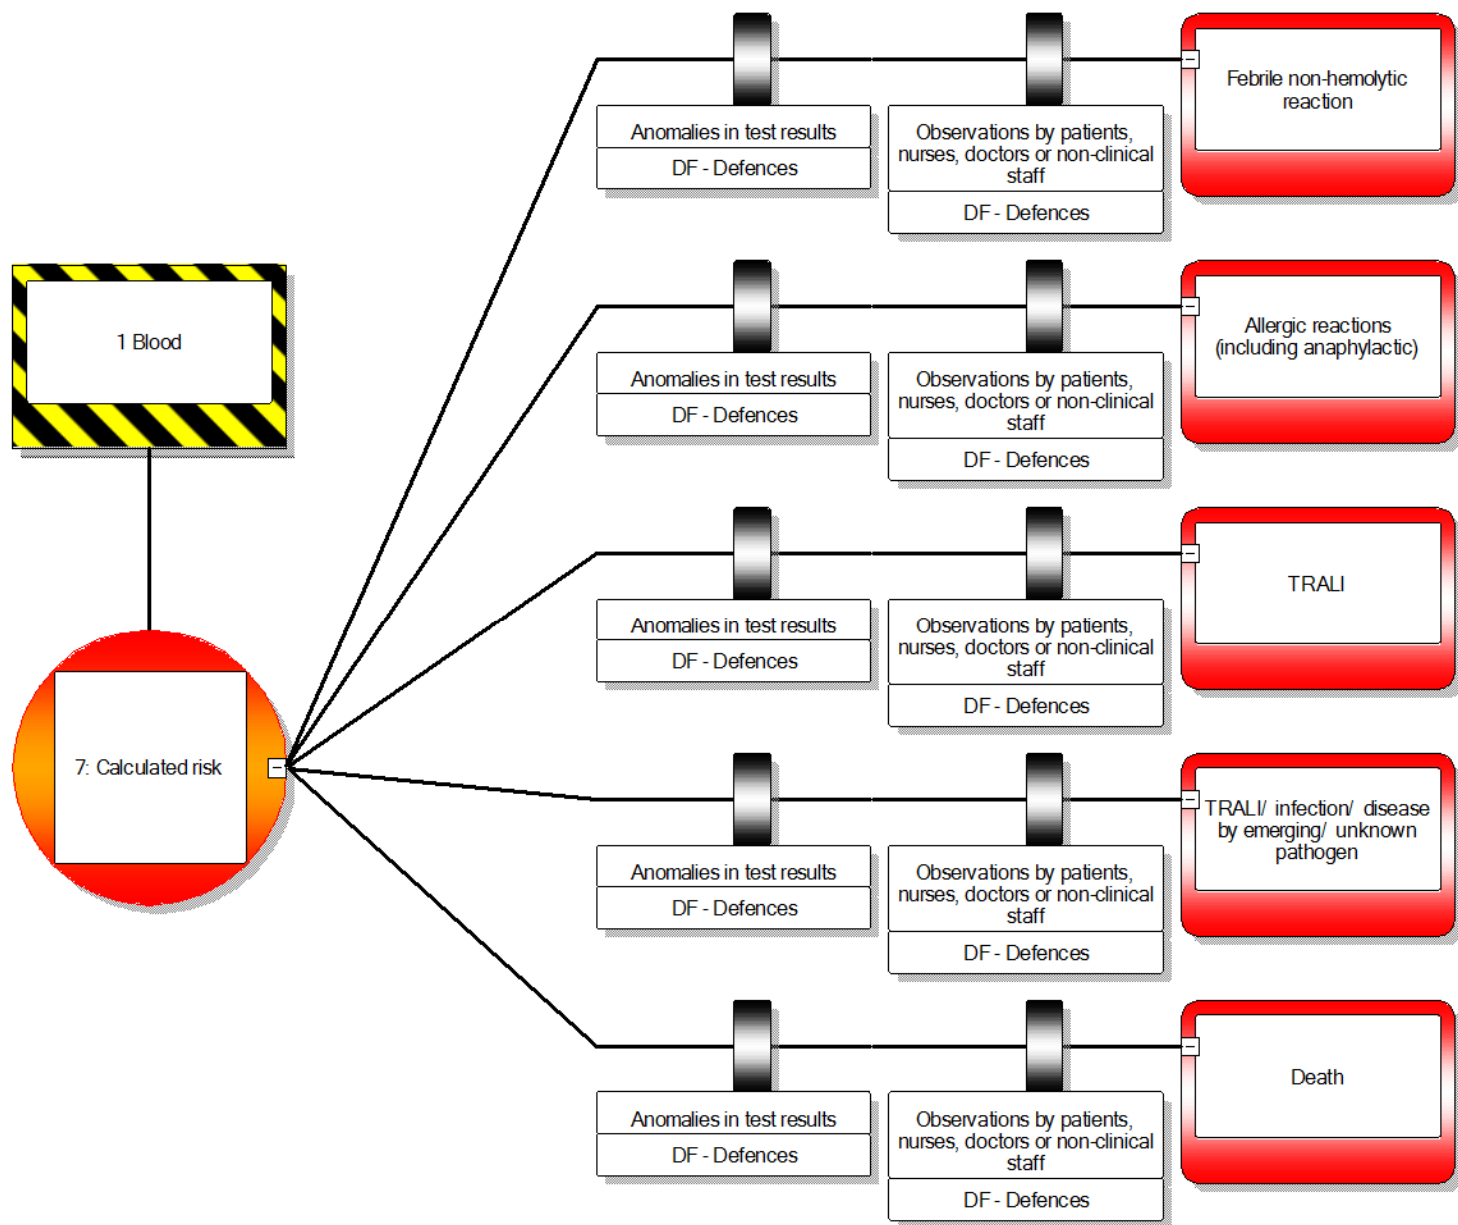 Anomalies in test results
DF - Defences
Observations by patients,
nurses, doctors or non-clinical
staff
DF - Defences
Febrile non-hemolytic
reaction
1 Blood
Anomalies in test results
DF - Defences
Observations by patients,
nurses, doctors or non-clinical
staff
DF - Defences
Allergic reactions
(including anaphylactic)
Anomalies in test results
DF - Defences
Observations by patients,
nurses, doctors or non-clinical
staff
DF - Defences
TRALI
7: Calculated risk
Anomalies in test results
DF - Defences
Observations by patients,
nurses, doctors or non-clinical
staff
DF - Defences
TRALI/ infection/ disease
by emerging/ unknown
pathogen
Anomalies in test results
DF - Defences
Observations by patients,
nurses, doctors or non-clinical
staff
DF - Defences
Death